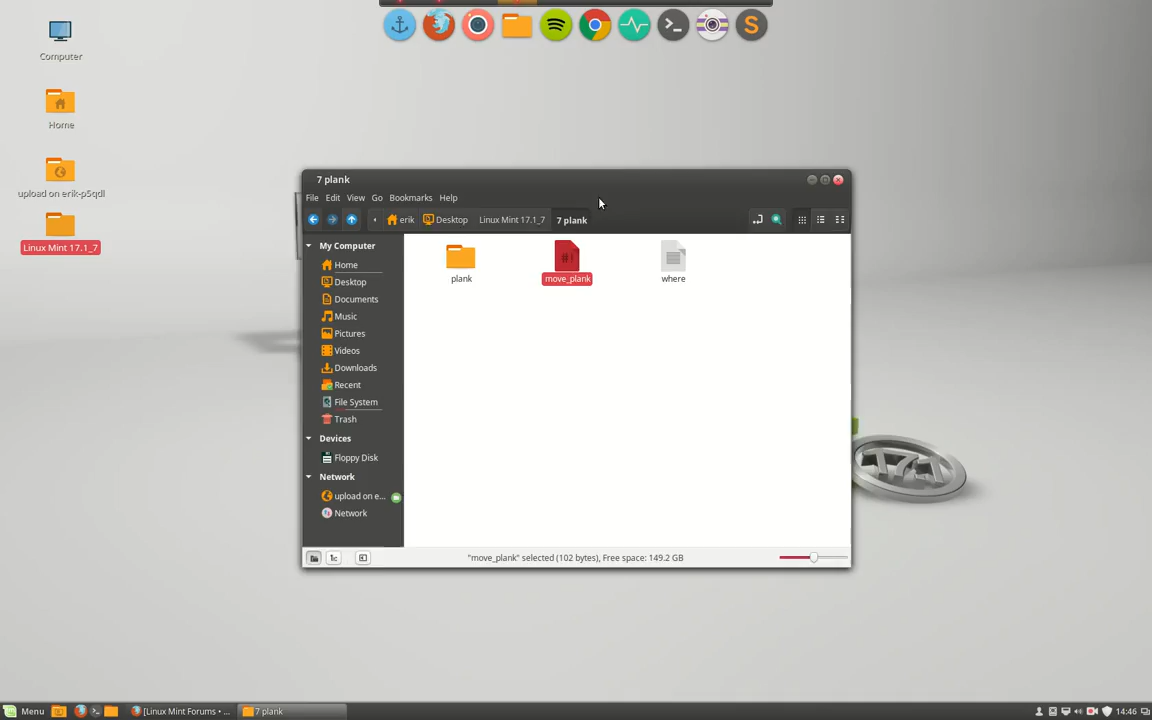 Computer
Home
upload on erik-p5qdl
Linux Mint 17.1_7
7 plank
File Edit View Go Bookmarks Help
erik Desktop Linux Mint 17.1_7 7 plank
My Computer
Home
Desktop
Documents
Music
Pictures
Videos
Downloads
Recent
File System
Trash
Devices
Floppy Disk
Network
upload on e...
Network
plank
#!
move_plank
where
"move_plank" selected (102 bytes), Free space: 149.2 GB
17.1
Menu
[Linux Mint Forums • ...
7 plank
14:46